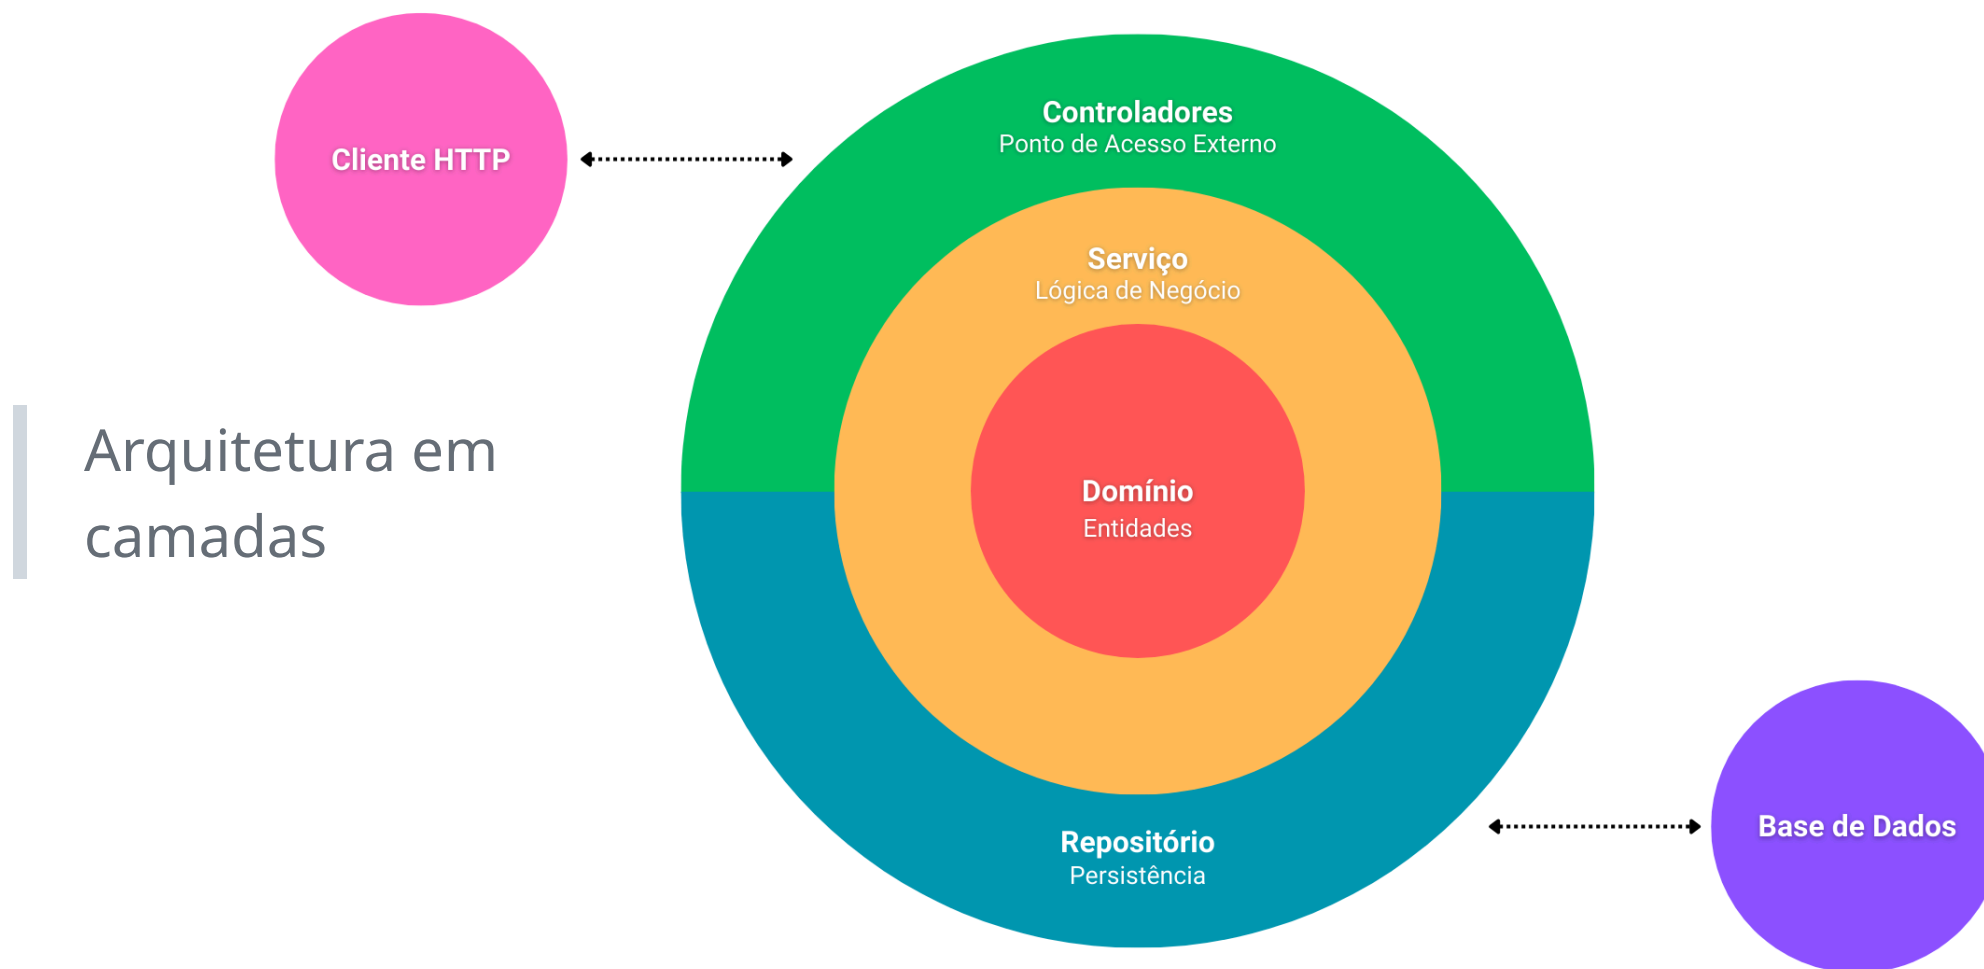 Cliente HTTP
Controladores
Ponto de Acesso Externo
Serviço
Lógica de Negócio
Arquitetura em
camadas
Domínio
Entidades
Repositório
Persistência
Base de Dados